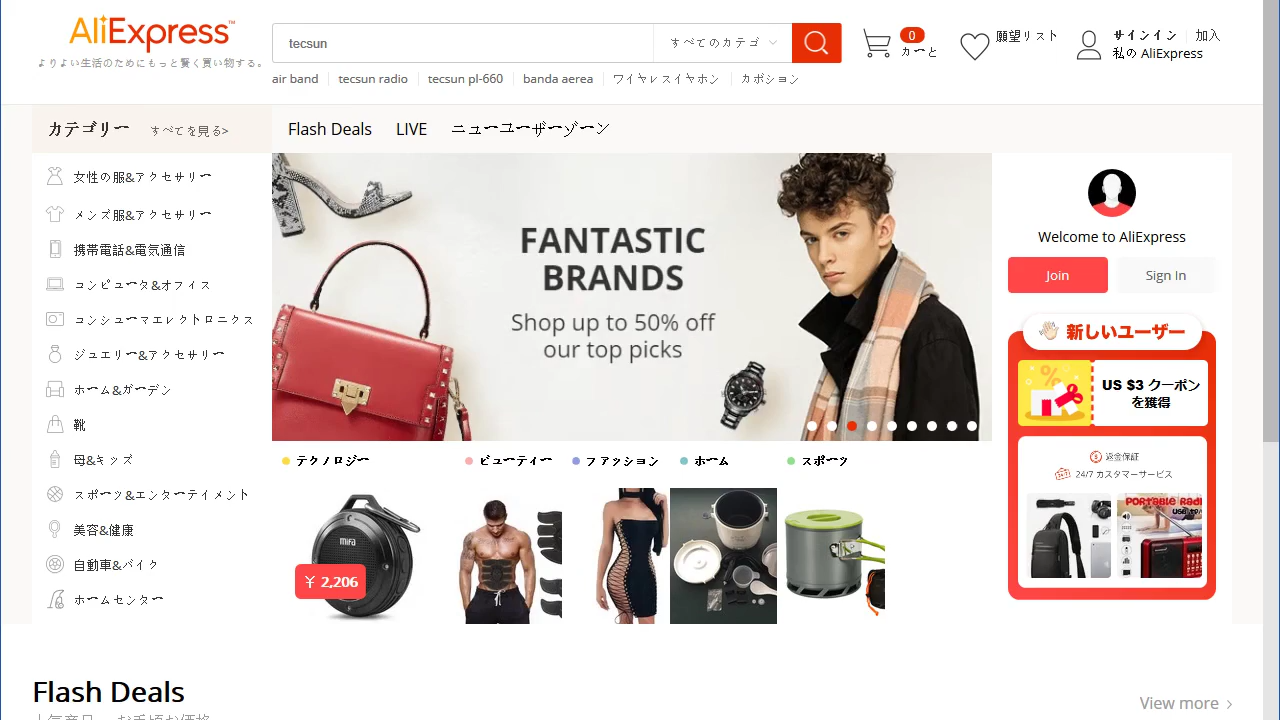 AliExpress™
よりよい生活のためにもっと賢く買い物する。
tecsun
すべてのカテゴ
0
カート
願望リスト
サインイン | 加入
私の AliExpress
air band
tecsun radio
tecsun pl-660
banda aerea
ワイヤレスイヤホン
カボション
カテゴリー
すべてを見る>
Flash Deals
LIVE
ニューユーザーゾーン
女性の服&アクセサリー
メンズ服&アクセサリー
携帯電話&電気通信
コンピュータ&オフィス
コンシューマエレクトロニクス
ジュエリー&アクセサリー
ホーム&ガーデン
靴
母&キッズ
スポーツ&エンターテイメント
美容&健康
自動車&バイク
ホームセンター
FANTASTIC
BRANDS
Shop up to 50% off
our top picks
Welcome to AliExpress
Join
Sign In
新しいユーザー
US $3 クーポン
を獲得
返金保証
24/7 カスタマーサービス
PORTABLE Radi
テクノロジー
ビューティー
ファッション
ホーム
スポーツ
mifa
¥ 2,206
Flash Deals
View more >